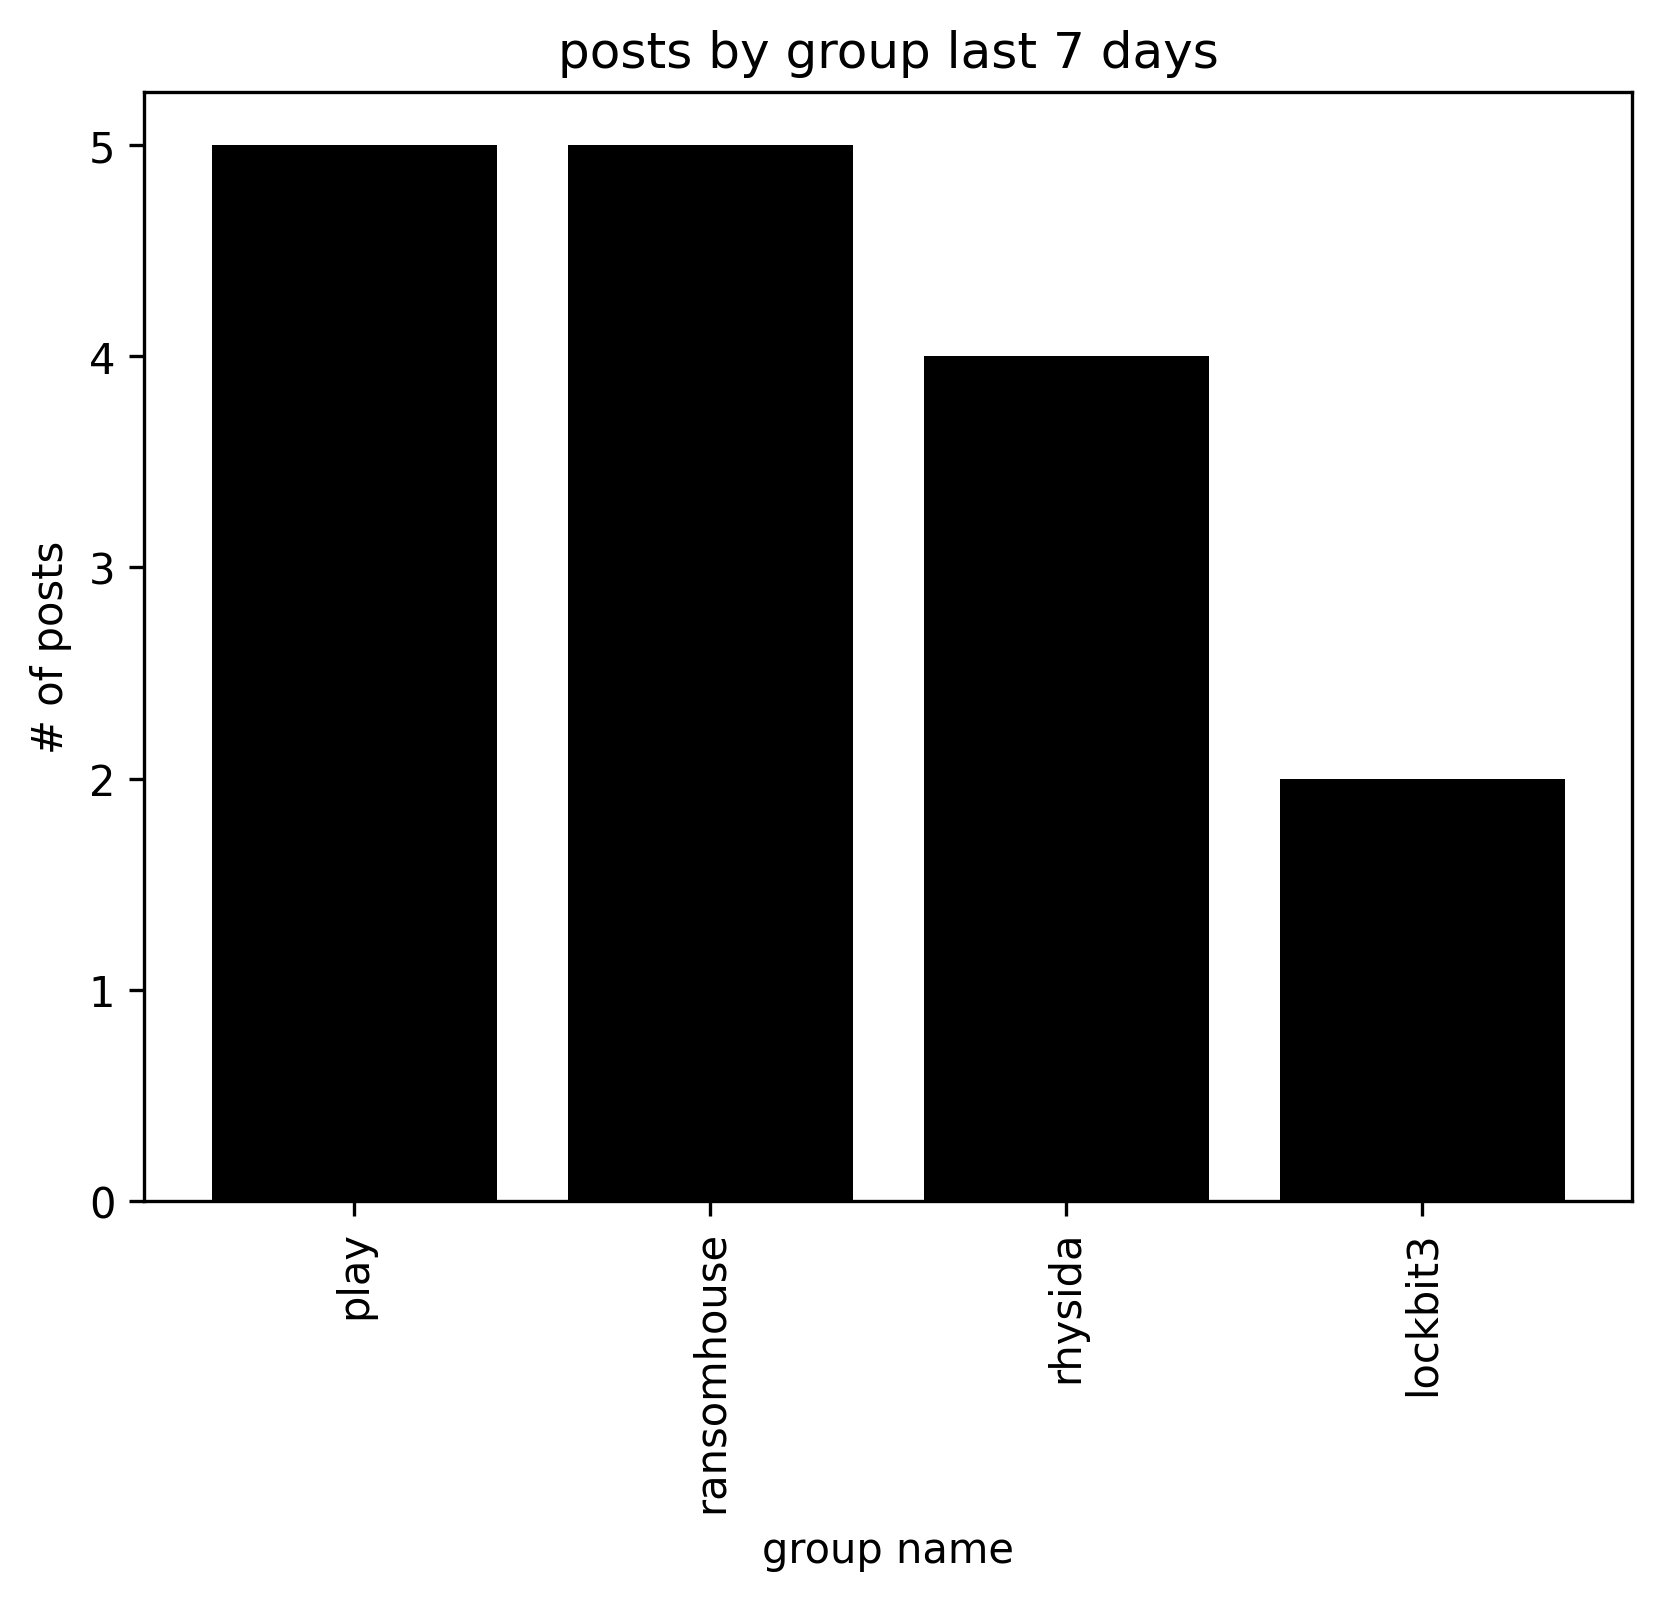 posts by group last 7 days
# of posts
5
4
3
2
1
0
play
ransomhouse
rhysida
lockbit3
group name